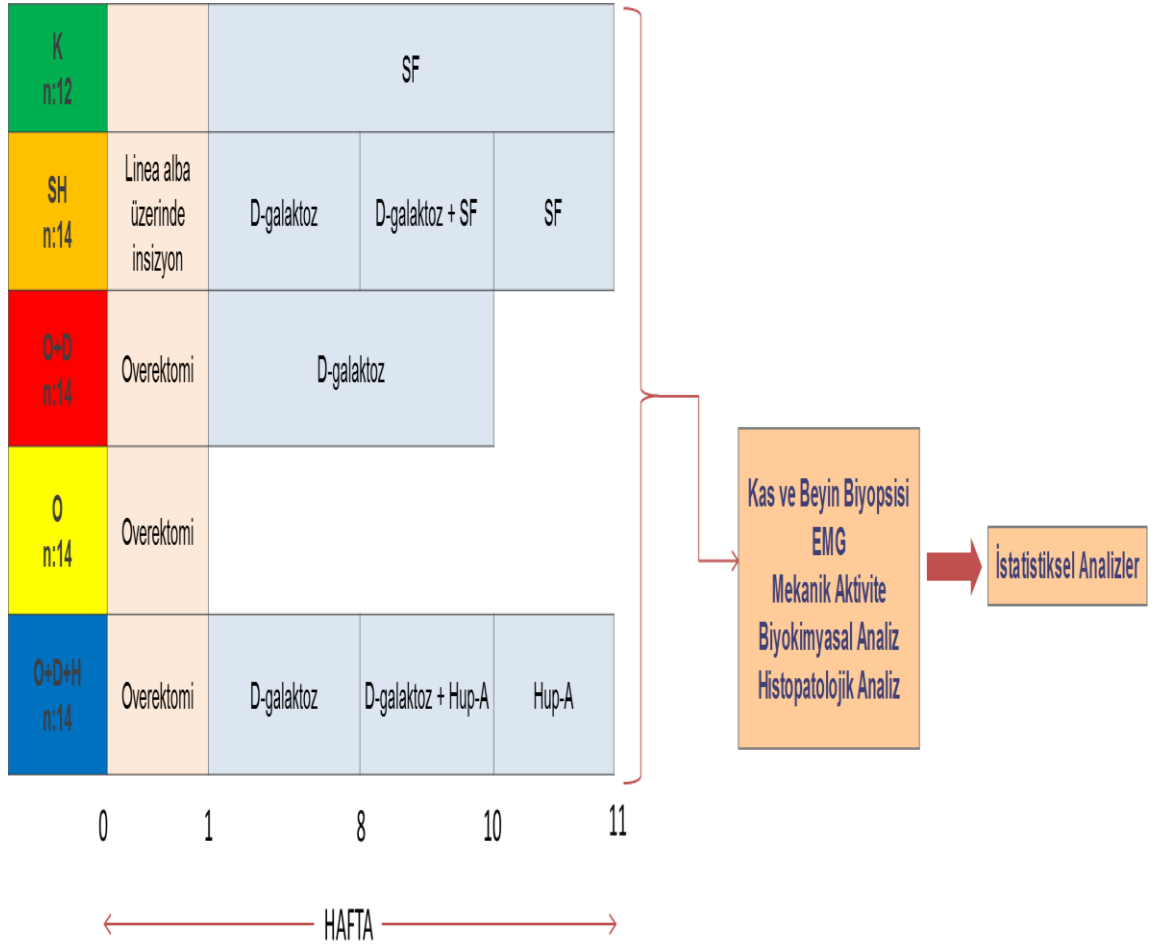 K
n:12
SF
SH
n:14
Linea alba
üzerinde
insizyon
D-galaktoz
D-galaktoz + SF
SF
O+D
n:14
Overektomi
D-galaktoz
O
n:14
Overektomi
O+D+H
n:14
Overektomi
D-galaktoz
D-galaktoz + Hup-A
Hup-A
0
1
8
10
11
HAFTA
Kas ve Beyin Biyopsisi
EMG
Mekanik Aktivite
Biyokimyasal Analiz
Histopatolojik Analiz
İstatistiksel Analizler